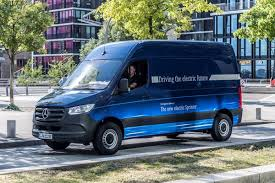 Driving the electric future
The new electric Sprinter